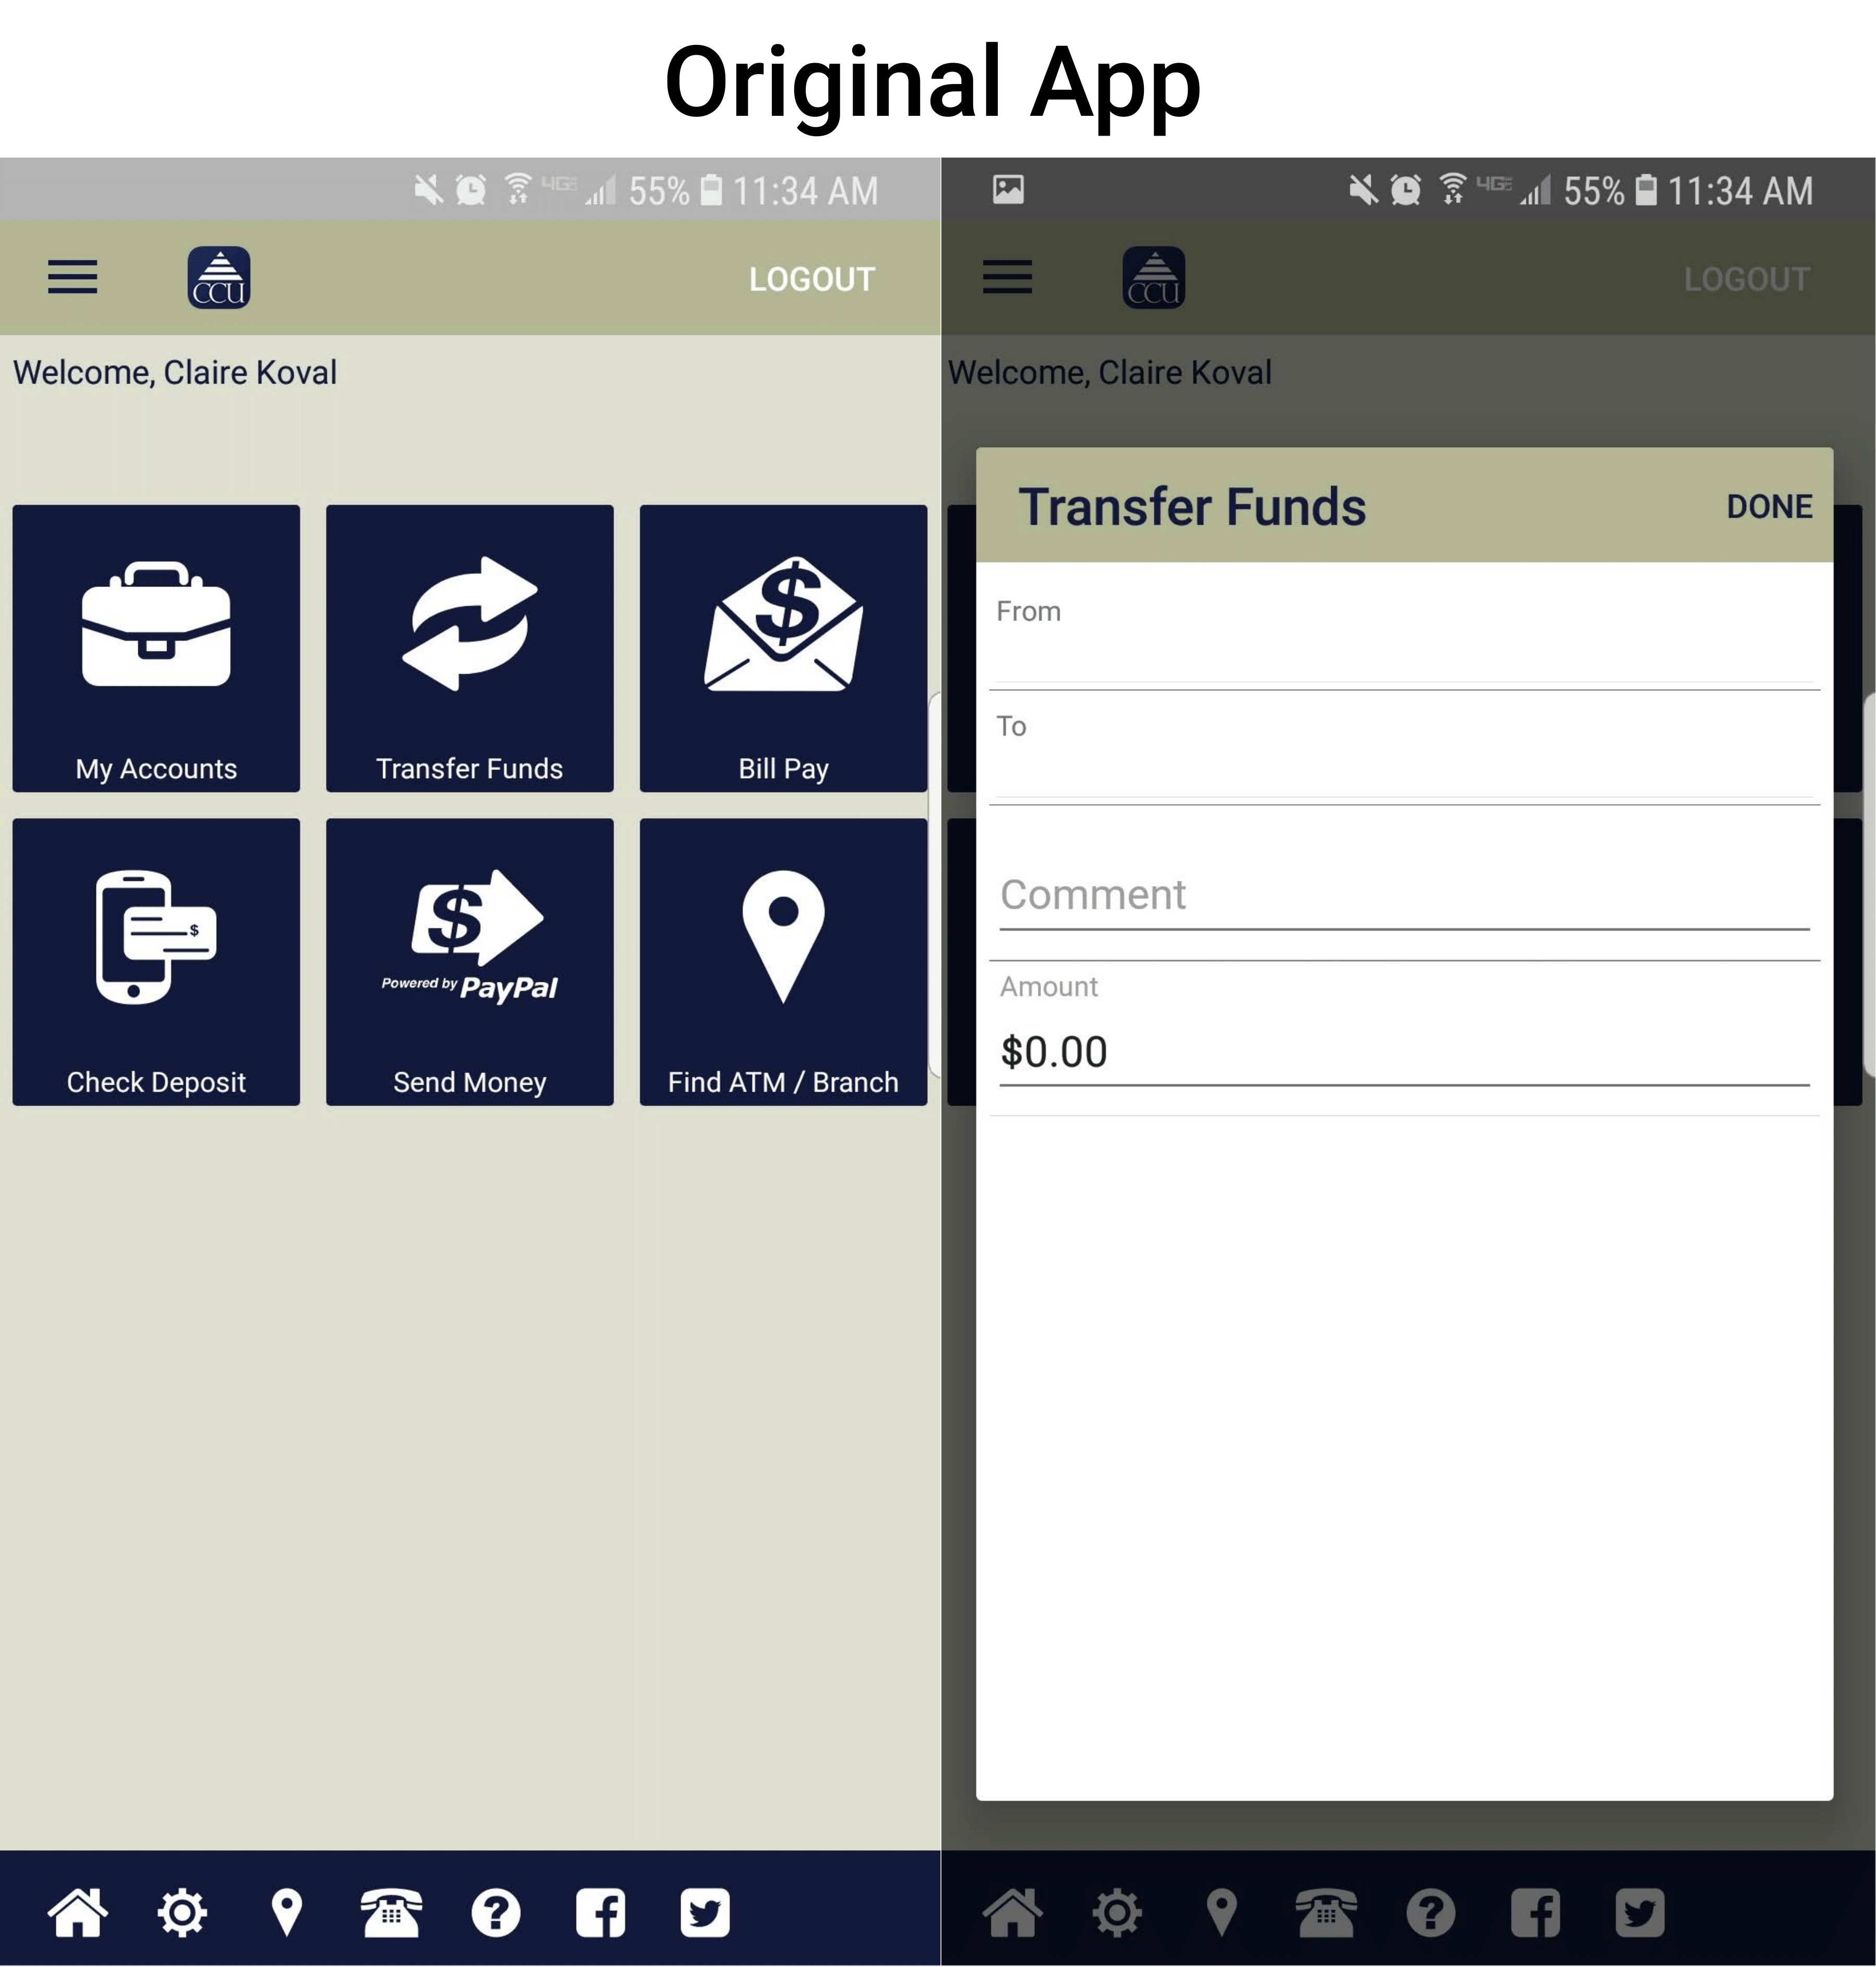 Original App
4GE 55% 11:34 AM
CCU
LOGOUT
Welcome, Claire Koval
My Accounts
Transfer Funds
$
Bill Pay
$
Check Deposit
$
Powered by PayPal
Send Money
Find ATM / Branch
?
4GE 55% 11:34 AM
CCU
LOGOUT
Welcome, Claire Koval
Transfer Funds
DONE
From
To
Comment
Amount
$0.00
?